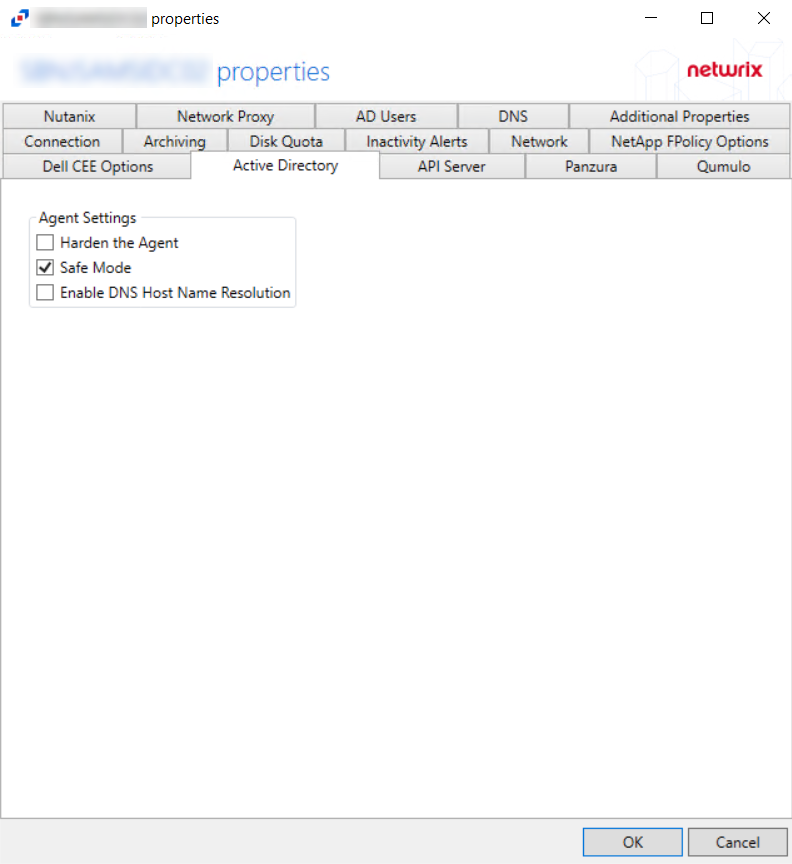 properties
properties
netwrix
Nutanix Network Proxy AD Users DNS Additional Properties
Connection Archiving Disk Quota Inactivity Alerts Network NetApp FPolicy Options
Dell CEE Options Active Directory API Server Panzura Qumulo
Agent Settings
Harden the Agent
Safe Mode
Enable DNS Host Name Resolution
OK Cancel